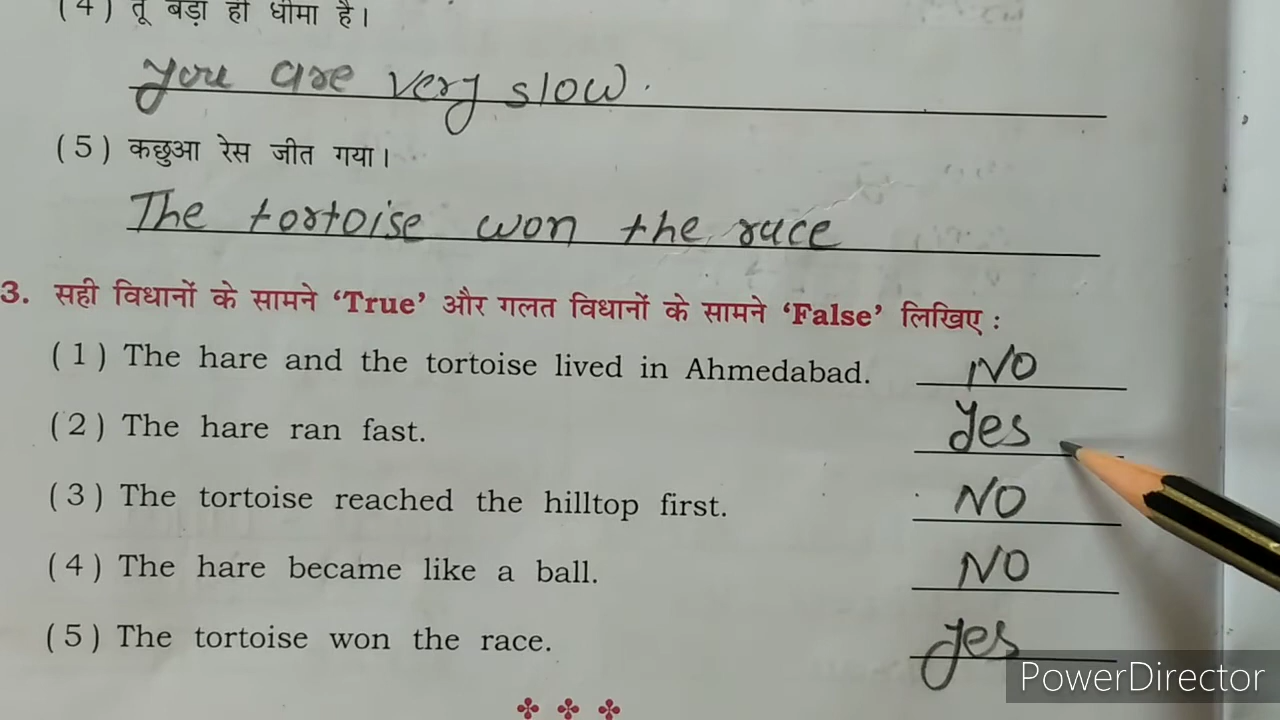 (4) तू बड़ा ही धीमा है।
You are very slow.
(5) कछुआ रेस जीत गया।
The tortoise won the race
3. सही विधानों के सामने ‘True’ और गलत विधानों के सामने ‘False’ लिखिए :
(1) The hare and the tortoise lived in Ahmedabad. NO
(2) The hare ran fast. Yes
(3) The tortoise reached the hilltop first. NO
(4) The hare became like a ball. NO
(5) The tortoise won the race. Yes
PowerDirector